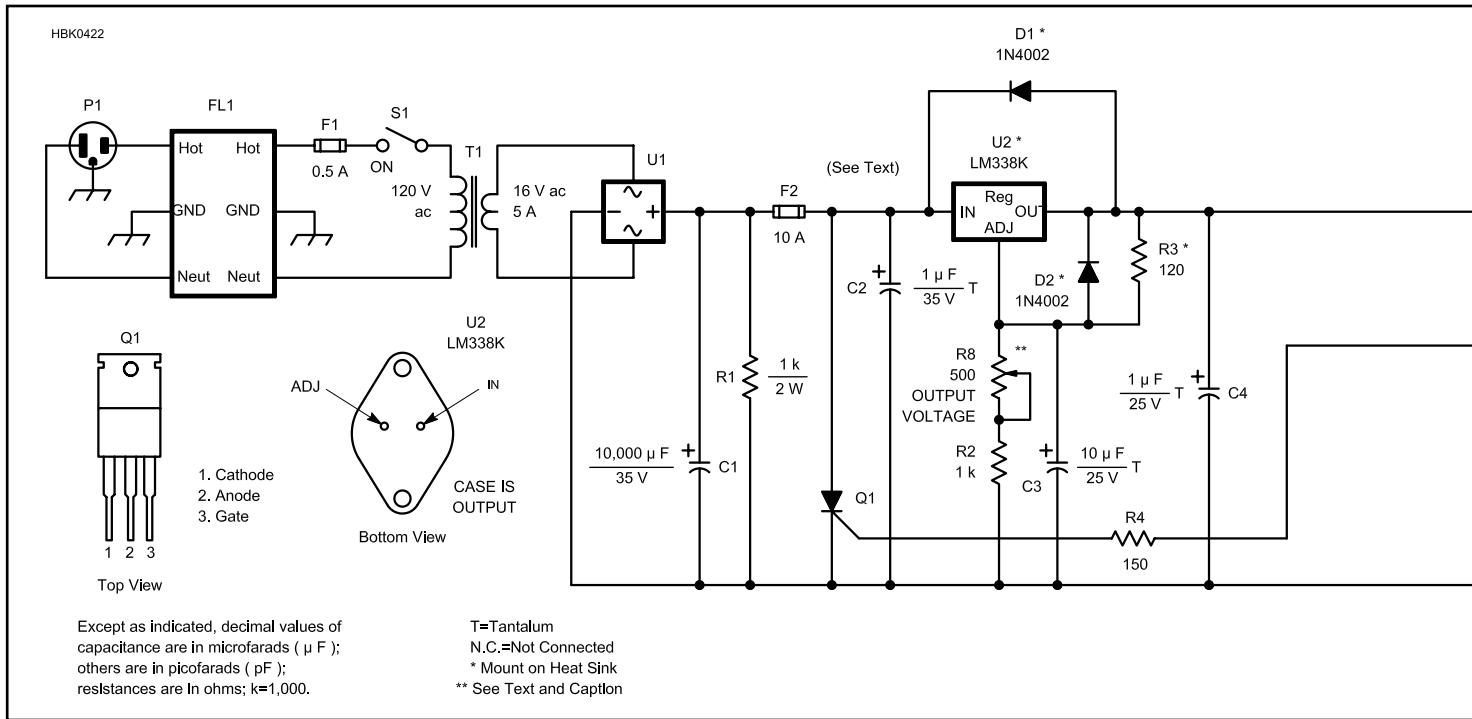 HBK0422
D1 *
1N4002
P1
FL1
F1
0.5 A
S1
ON
T1
Hot
Hot
GND
GND
Neut
Neut
120 V
ac
16 V ac
5 A
U1
−
+
F2
10 A
(See Text)
U2 *
LM338K
Reg
IN
OUT
ADJ
D2 *
1N4002
R3 *
120
C2
+
1 µ F
35 V
T
R1
1 k
2 W
R8
500
OUTPUT
VOLTAGE
**
R2
1 k
+
1 µ F
25 V
T
C4
10,000 µ F
35 V
+
C1
+
10 µ F
25 V
T
C3
Q1
R4
150
Q1
1. Cathode
2. Anode
3. Gate
1 2 3
Top View
U2
LM338K
ADJ
IN
CASE IS
OUTPUT
Bottom View
Except as indicated, decimal values of
capacitance are in microfarads ( µ F );
others are in picofarads ( pF );
resistances are in ohms; k=1,000.
T=Tantalum
N.C.=Not Connected
* Mount on Heat Sink
** See Text and Caption